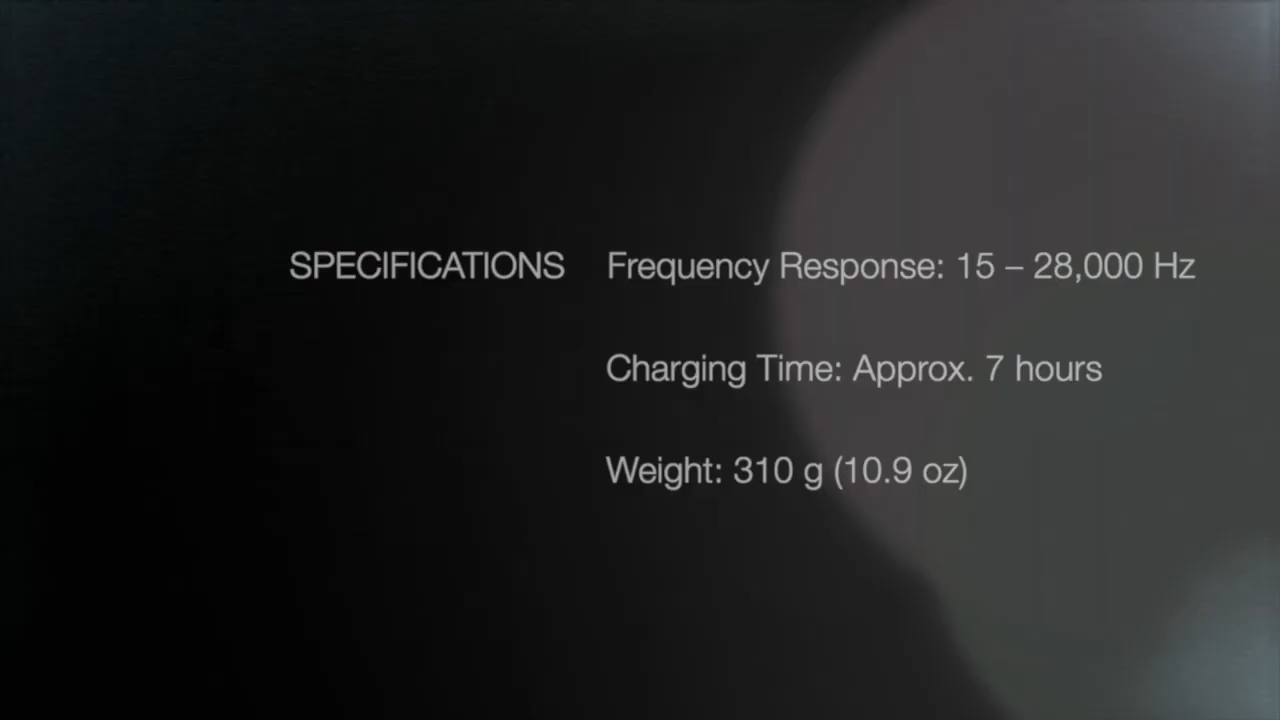 SPECIFICATIONS Frequency Response: 15 – 28,000 Hz
Charging Time: Approx. 7 hours
Weight: 310 g (10.9 oz)